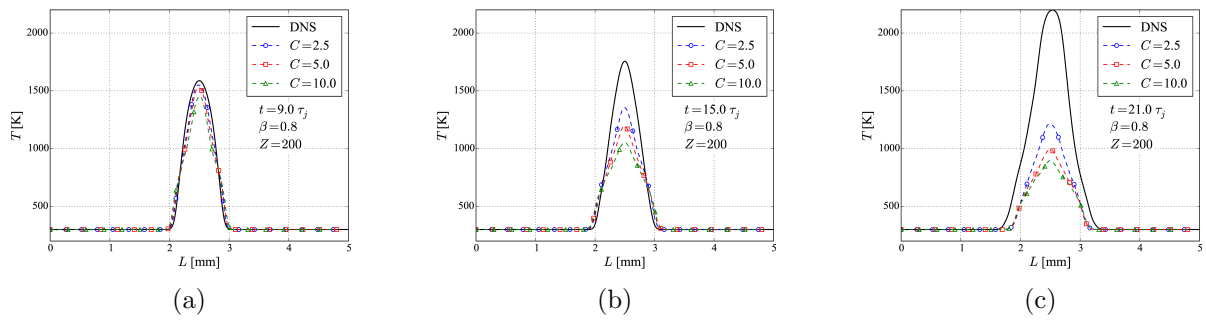 2000
1500
1000
500
T [K]
0 1 2 3 4 5
L [mm]
DNS
C=2.5
C=5.0
C=10.0
t=9.0 τj
β=0.8
Z=200
(a)
2000
1500
1000
500
T [K]
0 1 2 3 4 5
L [mm]
DNS
C=2.5
C=5.0
C=10.0
t=15.0 τj
β=0.8
Z=200
(b)
2000
1500
1000
500
T [K]
0 1 2 3 4 5
L [mm]
DNS
C=2.5
C=5.0
C=10.0
t=21.0 τj
β=0.8
Z=200
(c)